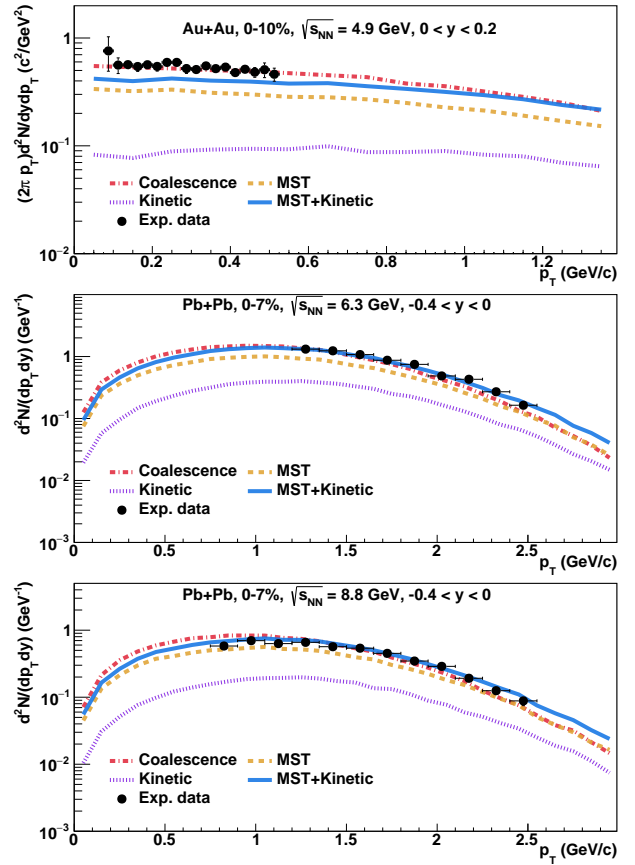 Au+Au, 0-10%, √s_NN = 4.9 GeV, 0 < y < 0.2
(2π p_T)d²N/dydp_T (c²/GeV²)
1
10⁻¹
10⁻²
Coalescence
MST
Kinetic
MST+Kinetic
Exp. data
0 0.2 0.4 0.6 0.8 1 1.2
p_T (GeV/c)
Pb+Pb, 0-7%, √s_NN = 6.3 GeV, -0.4 < y < 0
d²N/(dp_T dy) (GeV⁻¹)
10
1
10⁻¹
10⁻²
10⁻³
Coalescence
MST
Kinetic
MST+Kinetic
Exp. data
0 0.5 1 1.5 2 2.5
p_T (GeV/c)
Pb+Pb, 0-7%, √s_NN = 8.8 GeV, -0.4 < y < 0
d²N/(dp_T dy) (GeV⁻¹)
1
10⁻¹
10⁻²
10⁻³
Coalescence
MST
Kinetic
MST+Kinetic
Exp. data
0 0.5 1 1.5 2 2.5
p_T (GeV/c)